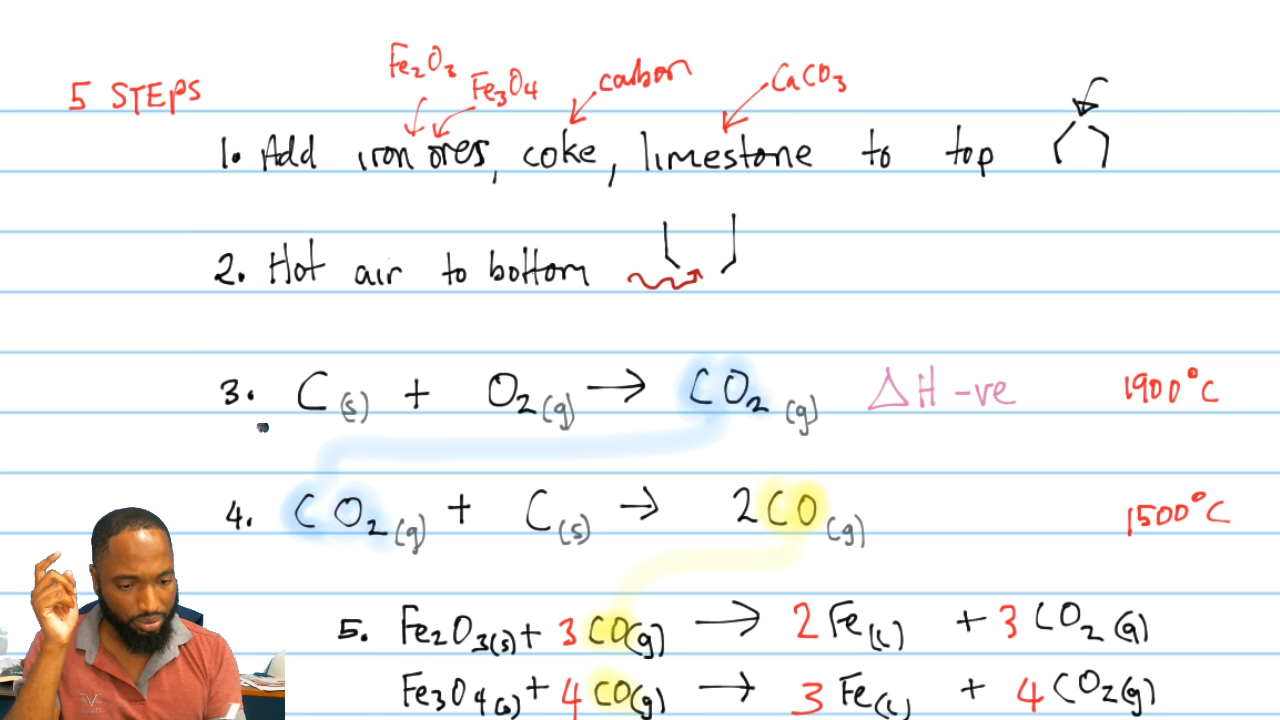 Fe₂O₃
5 STEPS Fe₃O₄ carbon CaCO₃
1. Add iron ores, coke, limestone to top
2. Hot air to bottom
3. C(s) + O₂(g) → CO₂(g) ΔH -ve 1900°C
4. CO₂(g) + C(s) → 2CO(g) 1500°C
5. Fe₂O₃(s) + 3CO(g) → 2Fe(l) + 3CO₂(g)
Fe₃O₄(s) + 4CO(g) → 3Fe(l) + 4CO₂(g)